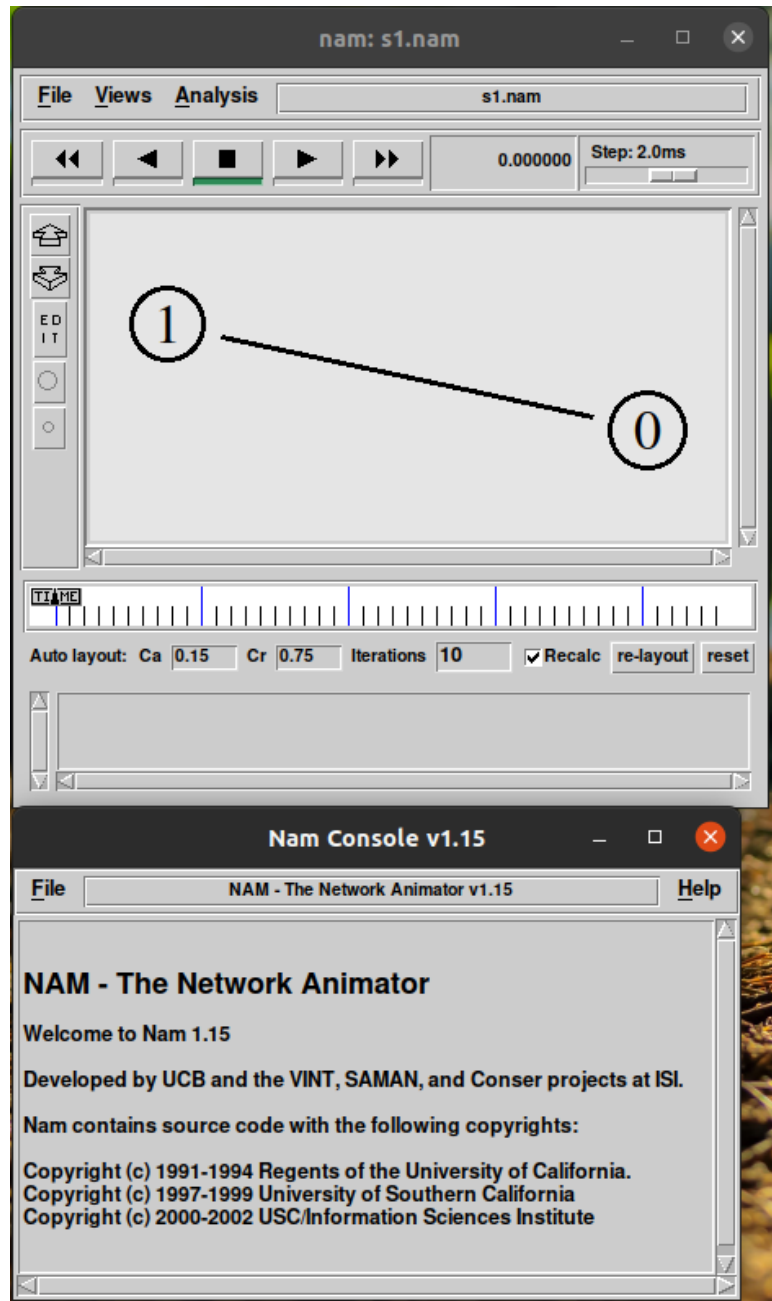 nam: s1.nam
File Views Analysis s1.nam
0.000000 Step: 2.0ms
ED
IT
1
0
TIME
Auto layout: Ca 0.15 Cr 0.75 Iterations 10 Recalc re-layout reset
Nam Console v1.15
File NAM - The Network Animator v1.15 Help
NAM - The Network Animator
Welcome to Nam 1.15
Developed by UCB and the VINT, SAMAN, and Conser projects at ISI.
Nam contains source code with the following copyrights:
Copyright (c) 1991-1994 Regents of the University of California.
Copyright (c) 1997-1999 University of Southern California
Copyright (c) 2000-2002 USC/Information Sciences Institute